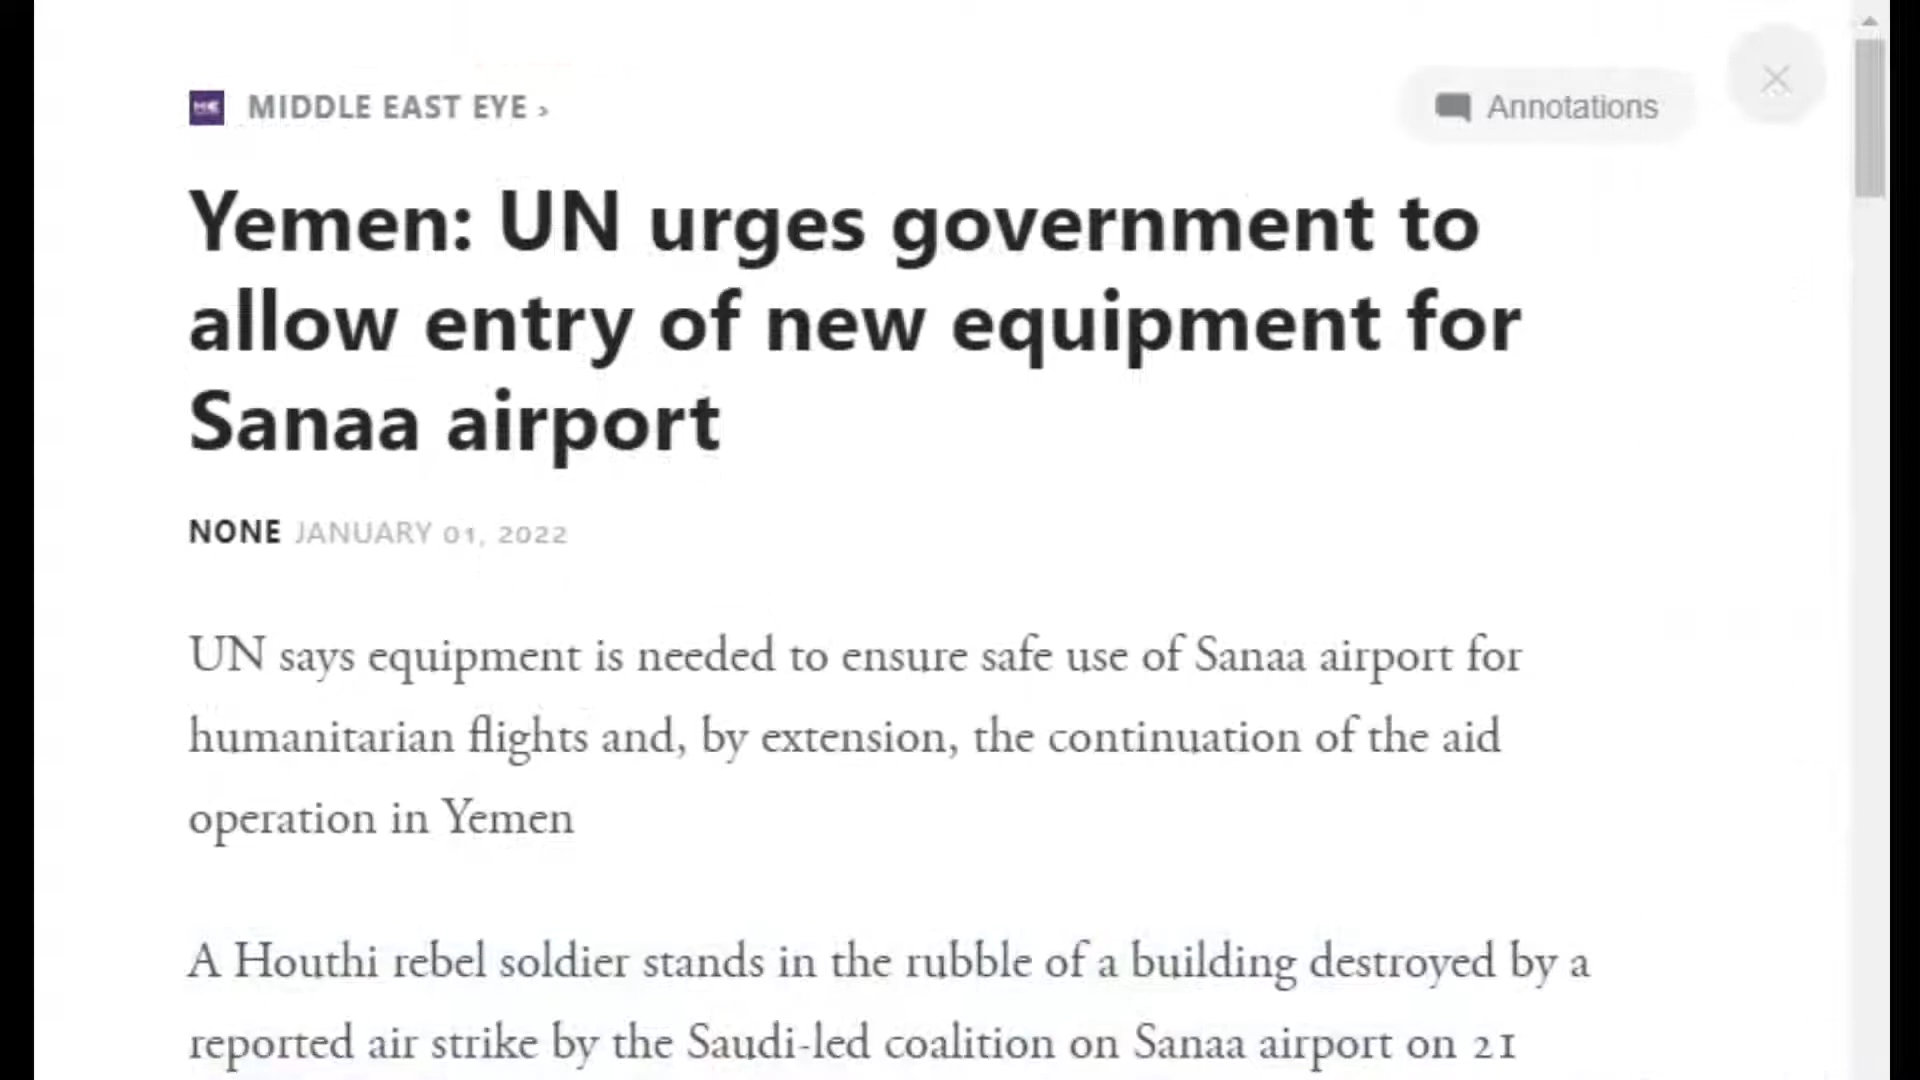 MIDDLE EAST EYE ›
Annotations
Yemen: UN urges government to
allow entry of new equipment for
Sanaa airport
NONE JANUARY 01, 2022
UN says equipment is needed to ensure safe use of Sanaa airport for
humanitarian flights and, by extension, the continuation of the aid
operation in Yemen
A Houthi rebel soldier stands in the rubble of a building destroyed by a
reported air strike by the Saudi-led coalition on Sanaa airport on 21